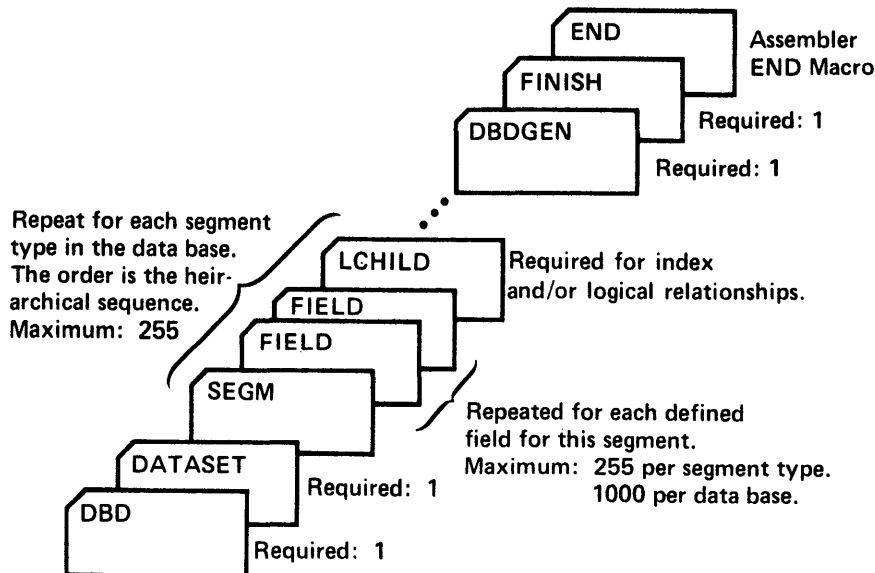 END
Assembler
END Macro
FINISH
Required: 1
DBDGEN
Required: 1
Repeat for each segment
type in the data base.
The order is the heir-
archical sequence.
Maximum: 255
LCHILD
Required for index
and/or logical relationships.
FIELD
FIELD
SEGM
Repeated for each defined
field for this segment.
Maximum: 255 per segment type.
1000 per data base.
DATASET
Required: 1
DBD
Required: 1